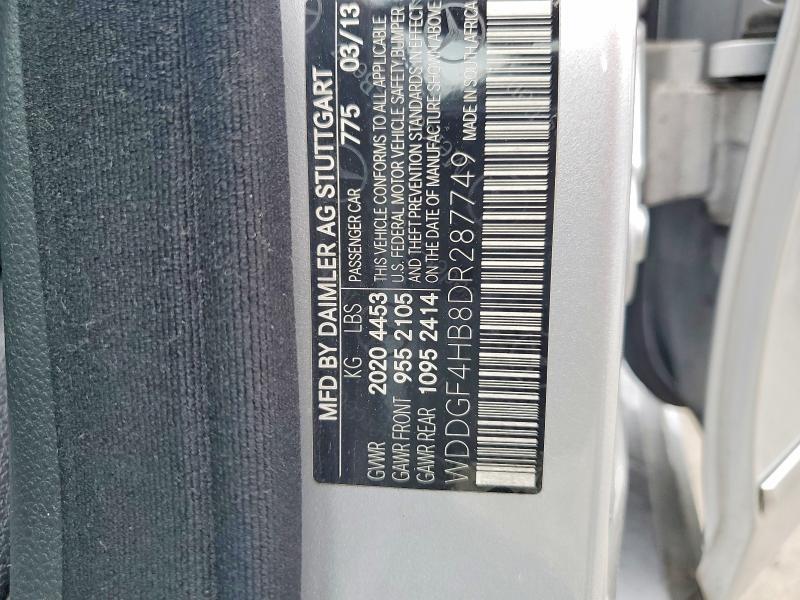 MFD BY DAIMLER AG STUTTGART
KG LBS PASSENGER CAR 775 03/13
GVWR 2020 4453 THIS VEHICLE CONFORMS TO ALL APPLICABLE
GAWR FRONT 955 2105 U.S. FEDERAL MOTOR VEHICLE SAFETY, BUMPER
GAWR REAR 1095 2414 AND THEFT PREVENTION STANDARDS IN EFFECT
ON THE DATE OF MANUFACTURE SHOWN ABOVE
WDDGF4HB8DR287749 MADE IN SOUTH AFRICA